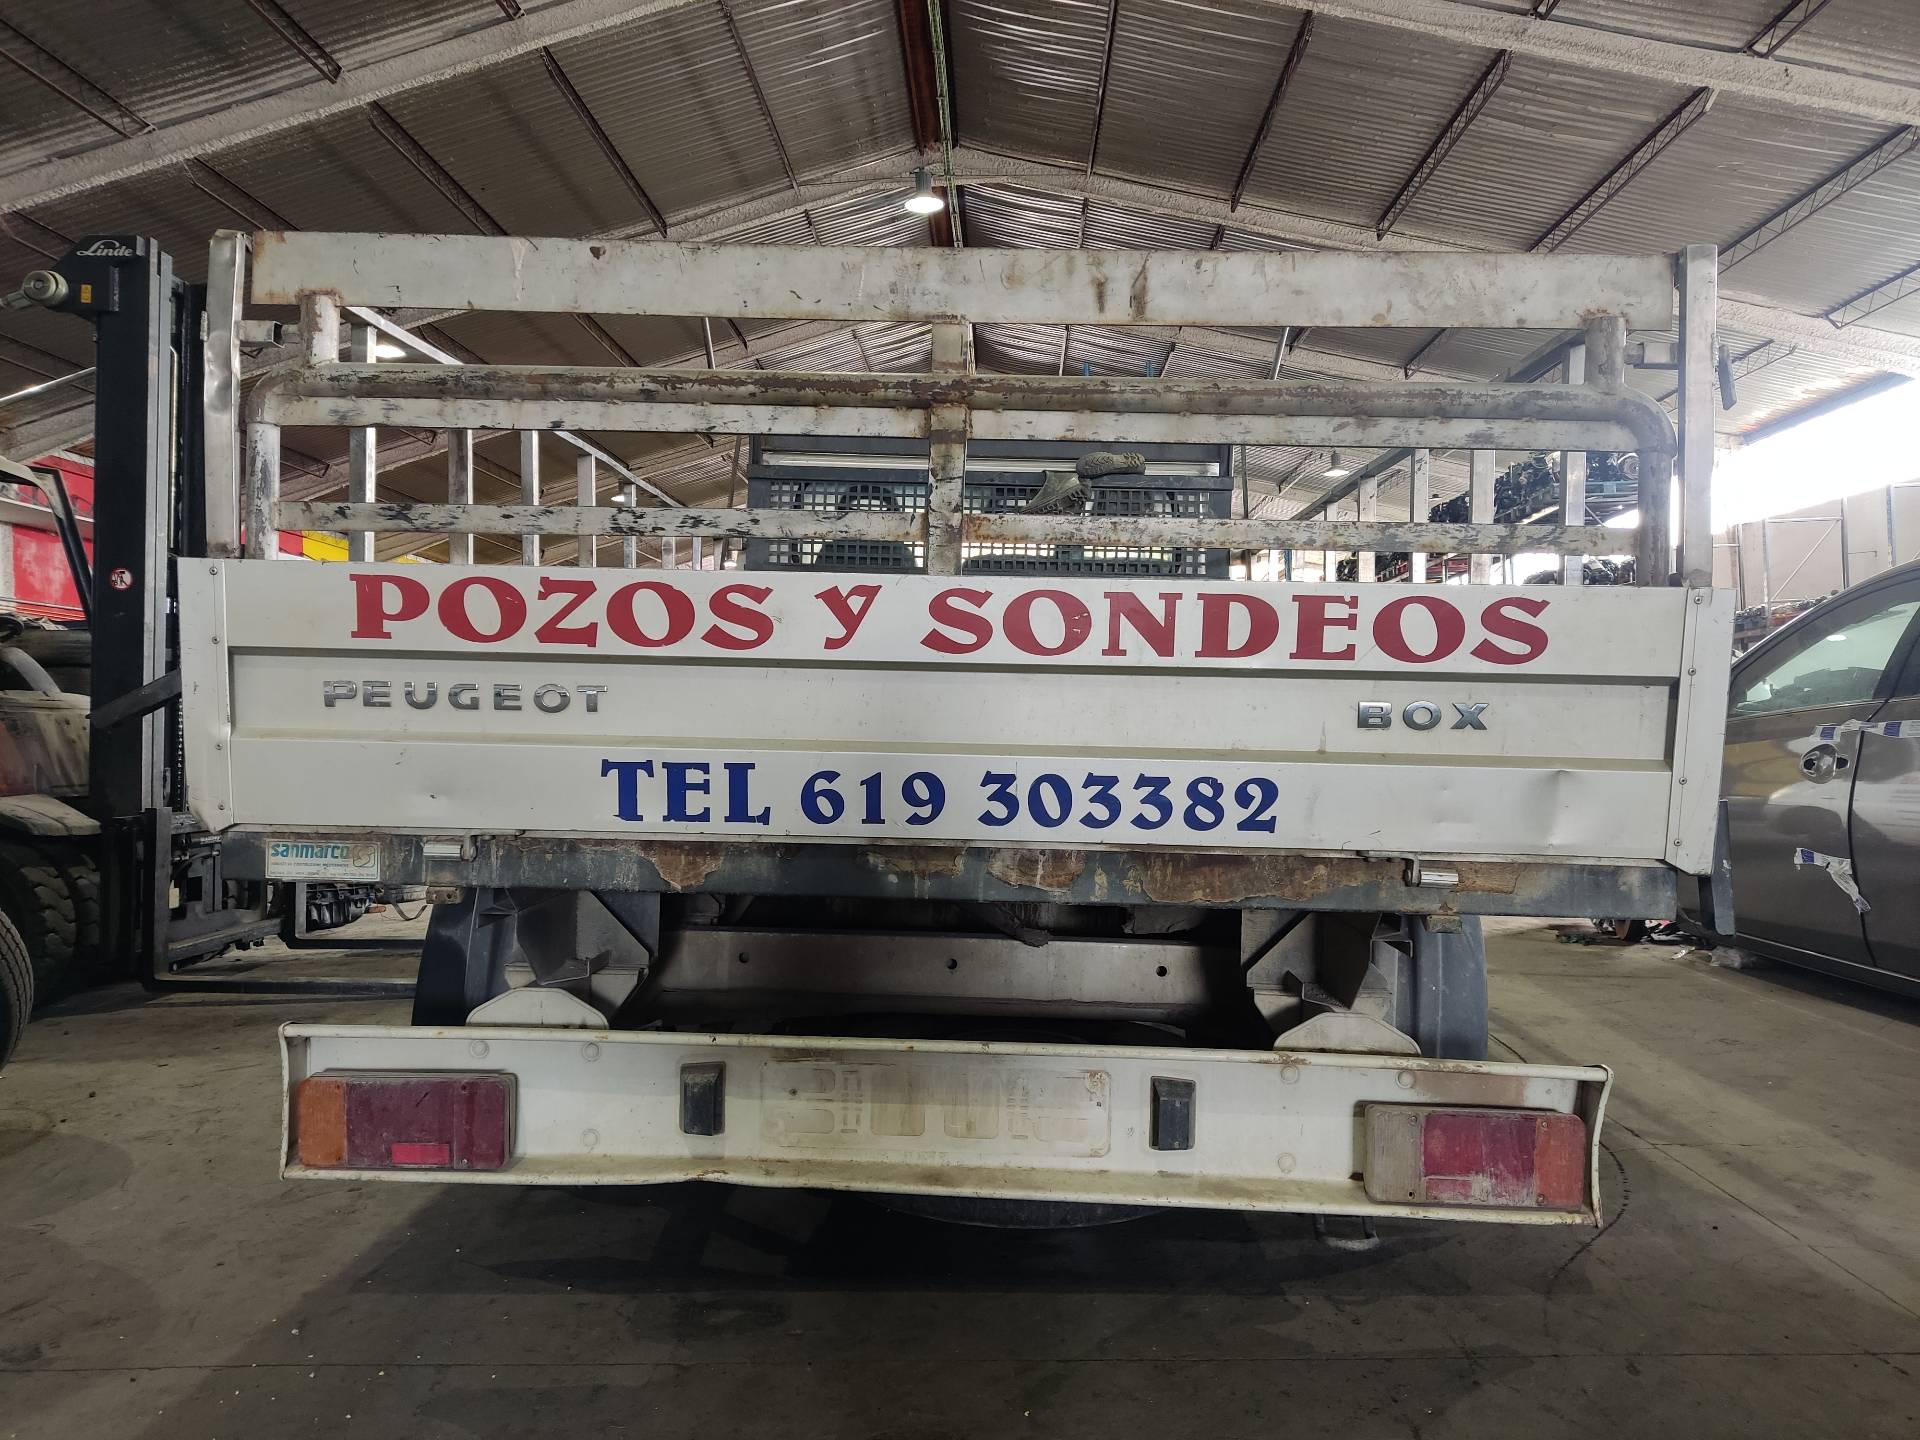 Linde
POZOS Y SONDEOS
PEUGEOT BOX
TEL 619 303382
sanmarco